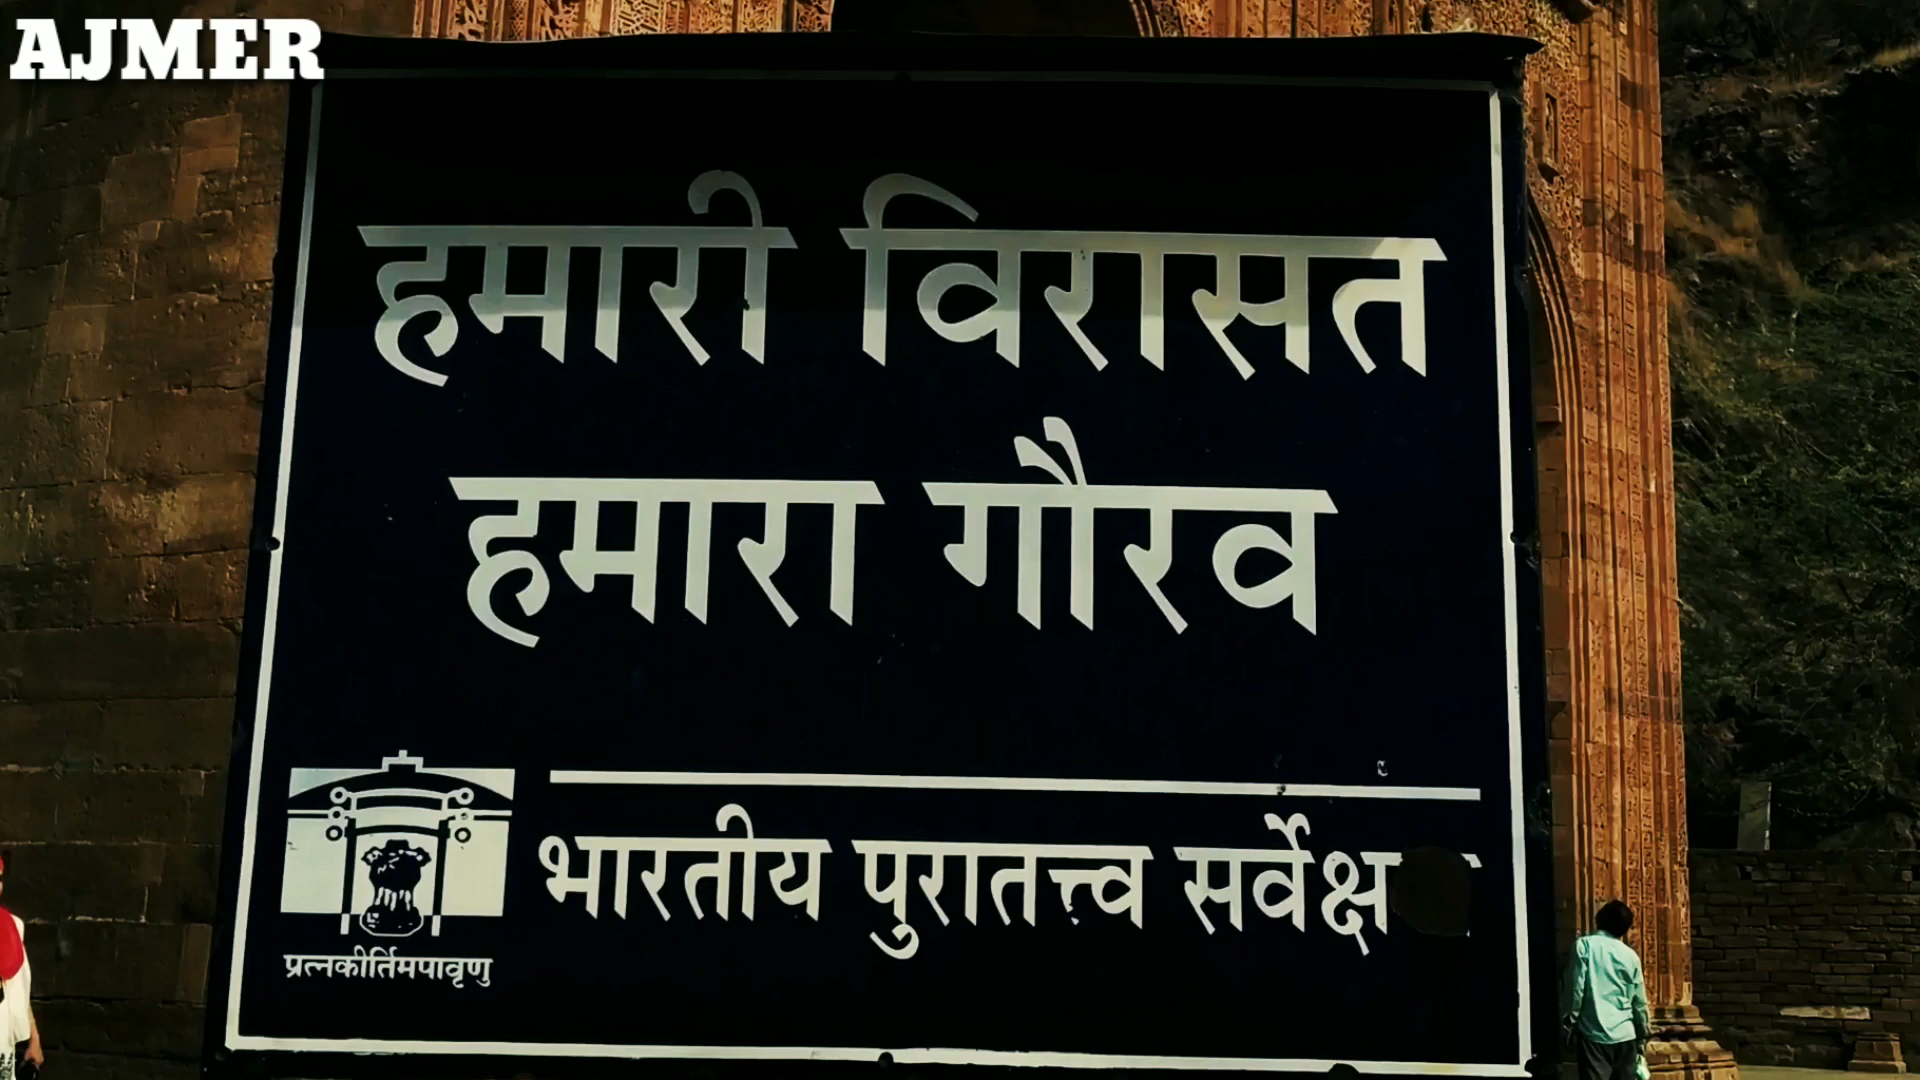 AJMER
हमारी विरासत
हमारा गौरव
भारतीय पुरातत्त्व
प्रत्नकीर्तिमपावृणु